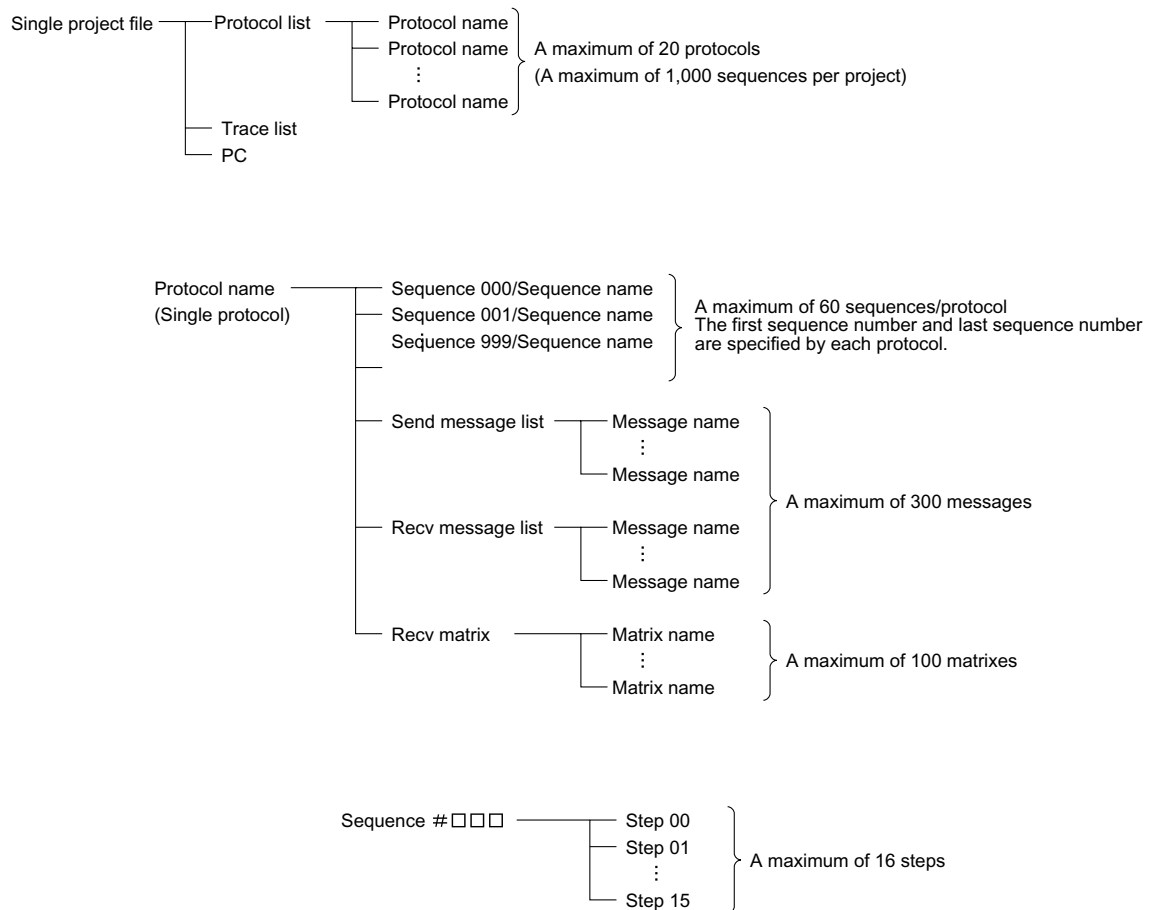 Single project file Protocol list Protocol name
Protocol name
⋮
Protocol name
A maximum of 20 protocols
(A maximum of 1,000 sequences per project)
Trace list
PC
Protocol name
(Single protocol)
Sequence 000/Sequence name
Sequence 001/Sequence name
Sequence 999/Sequence name
⋮
A maximum of 60 sequences/protocol
The first sequence number and last sequence number
are specified by each protocol.
Send message list Message name
⋮
Message name
Recv message list Message name
⋮
Message name
A maximum of 300 messages
Recv matrix Matrix name
⋮
Matrix name
A maximum of 100 matrixes
Sequence #□□□ Step 00
Step 01
⋮
Step 15
A maximum of 16 steps